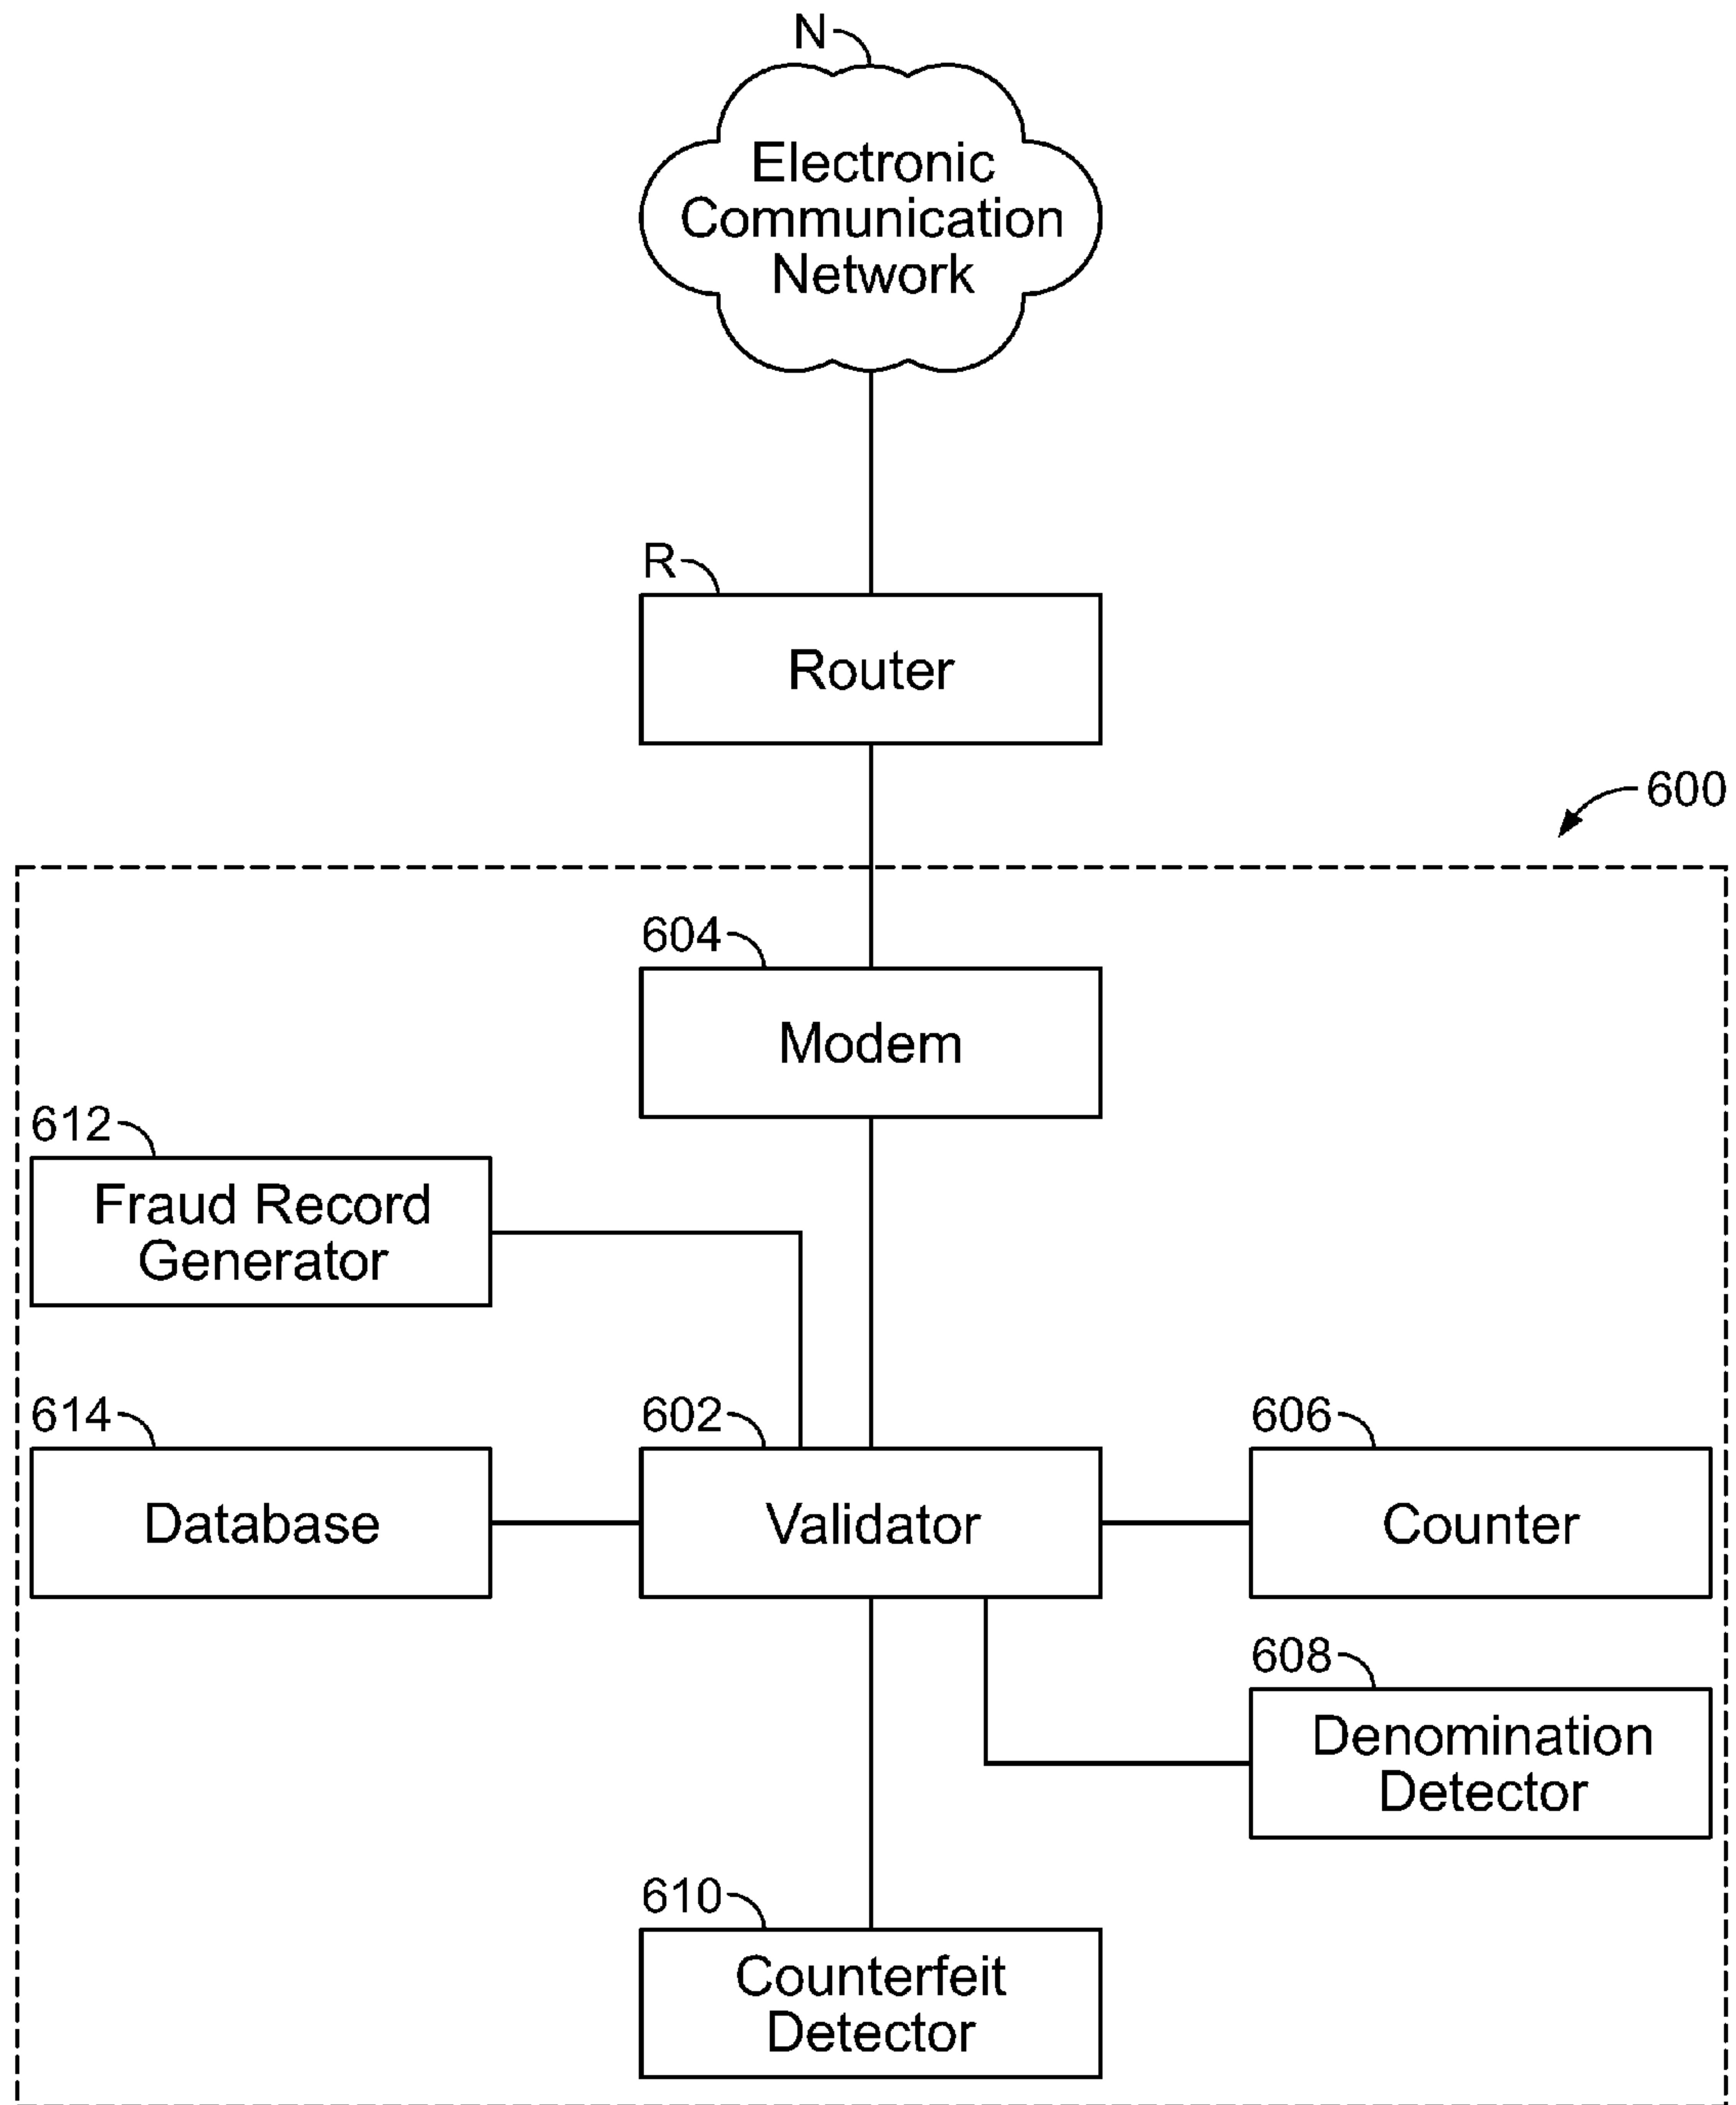 N
Electronic
Communication
Network
R
Router
600
604
Modem
612
Fraud Record
Generator
614
Database
602
Validator
606
Counter
608
Denomination
Detector
610
Counterfeit
Detector